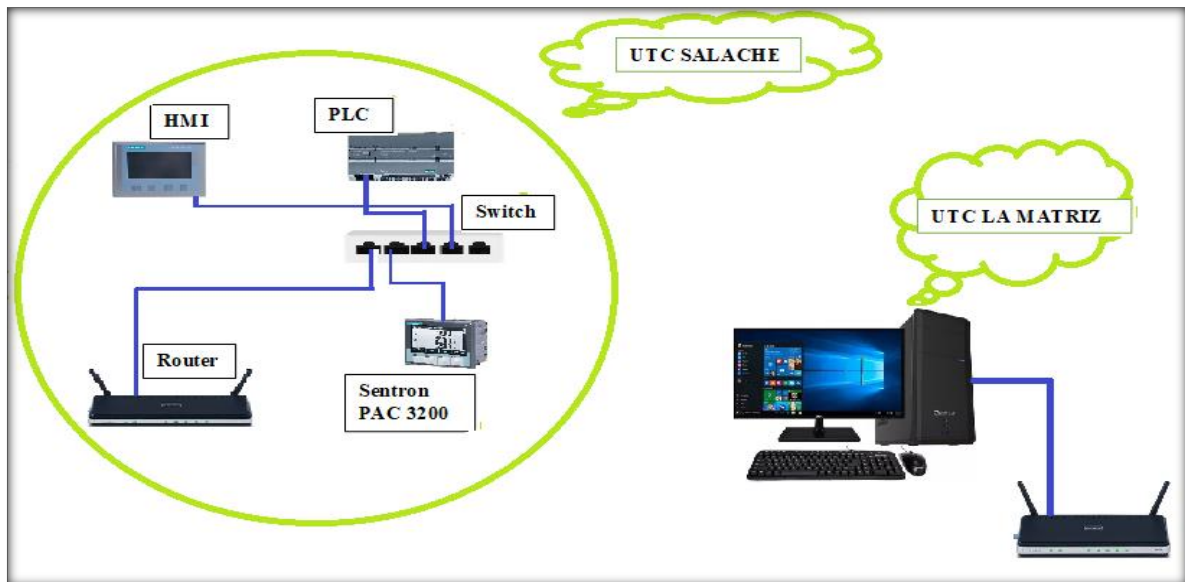 UTC SALACHE
HMI
PLC
Switch
UTC LA MATRIZ
Router
Sentron
PAC 3200